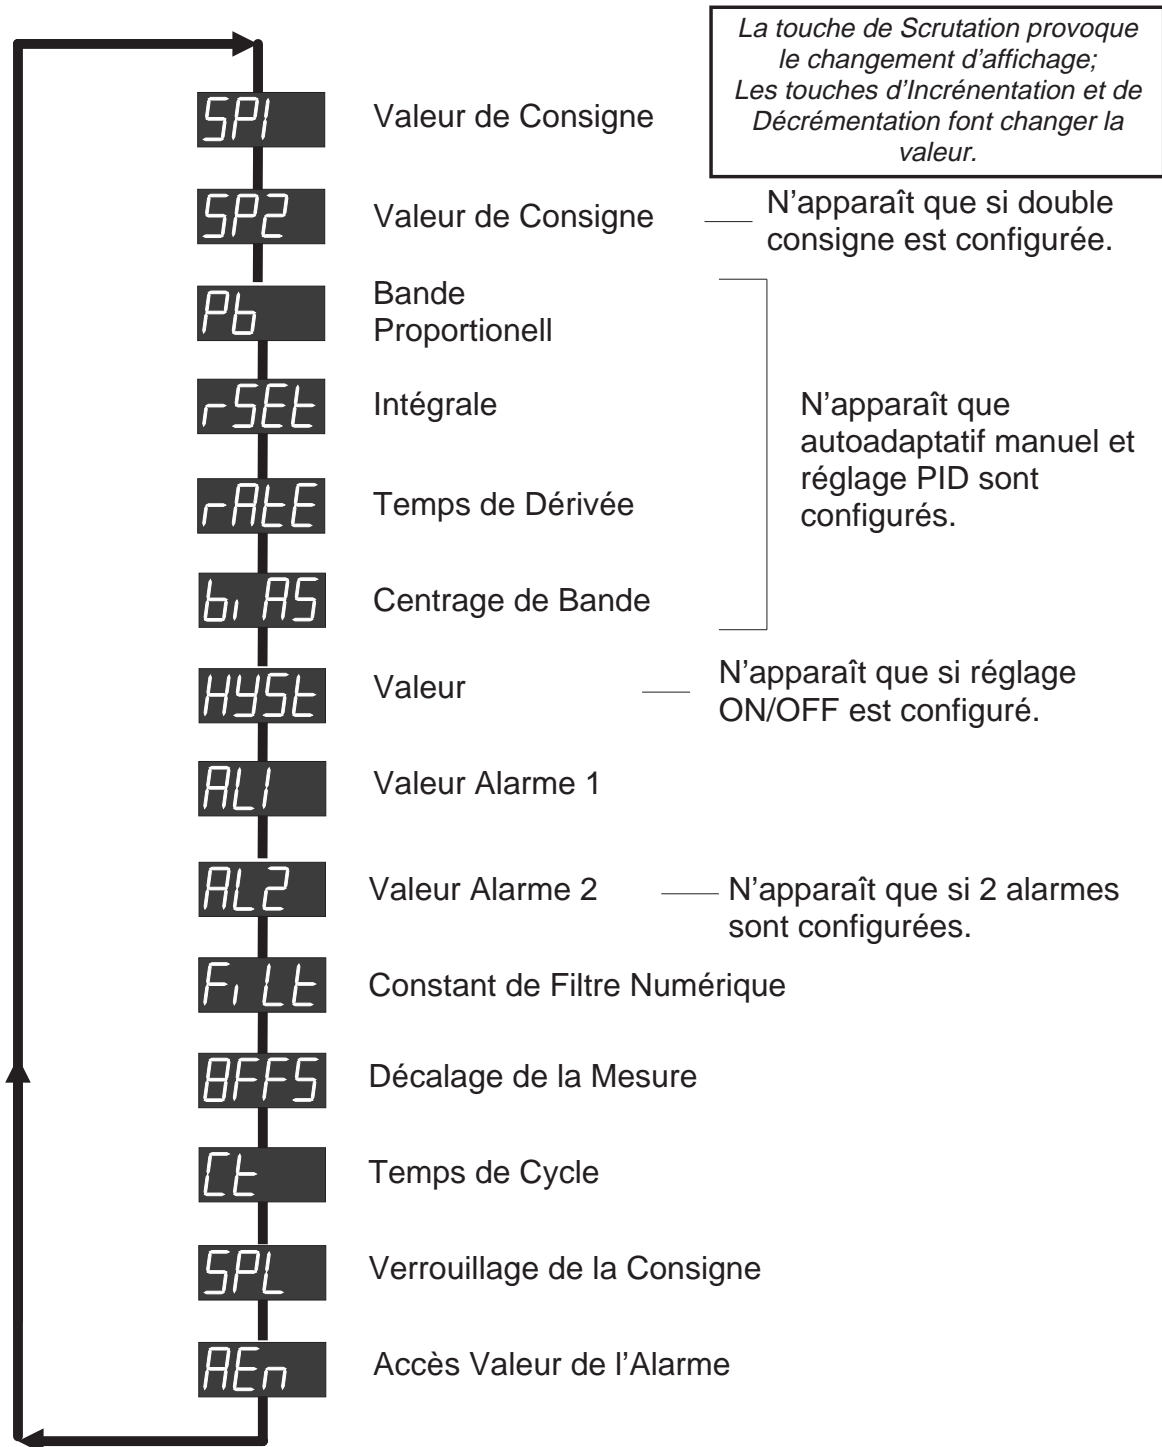 La touche de Scrutation provoque
le changement d'affichage;
Les touches d'Incrénentation et de
Décrémentation font changer la
valeur.
SP1
Valeur de Consigne
SP2
Valeur de Consigne
N'apparaît que si double
consigne est configurée.
Pb
Bande
Proportionell
rSEt
Intégrale
N'apparaît que
autoadaptatif manuel et
réglage PID sont
configurés.
rAtE
Temps de Dérivée
biAS
Centrage de Bande
HYSt
Valeur
N'apparaît que si réglage
ON/OFF est configuré.
AL1
Valeur Alarme 1
AL2
Valeur Alarme 2
N'apparaît que si 2 alarmes
sont configurées.
FiLt
Constant de Filtre Numérique
0FFS
Décalage de la Mesure
Ct
Temps de Cycle
SPL
Verrouillage de la Consigne
AEn
Accès Valeur de l'Alarme